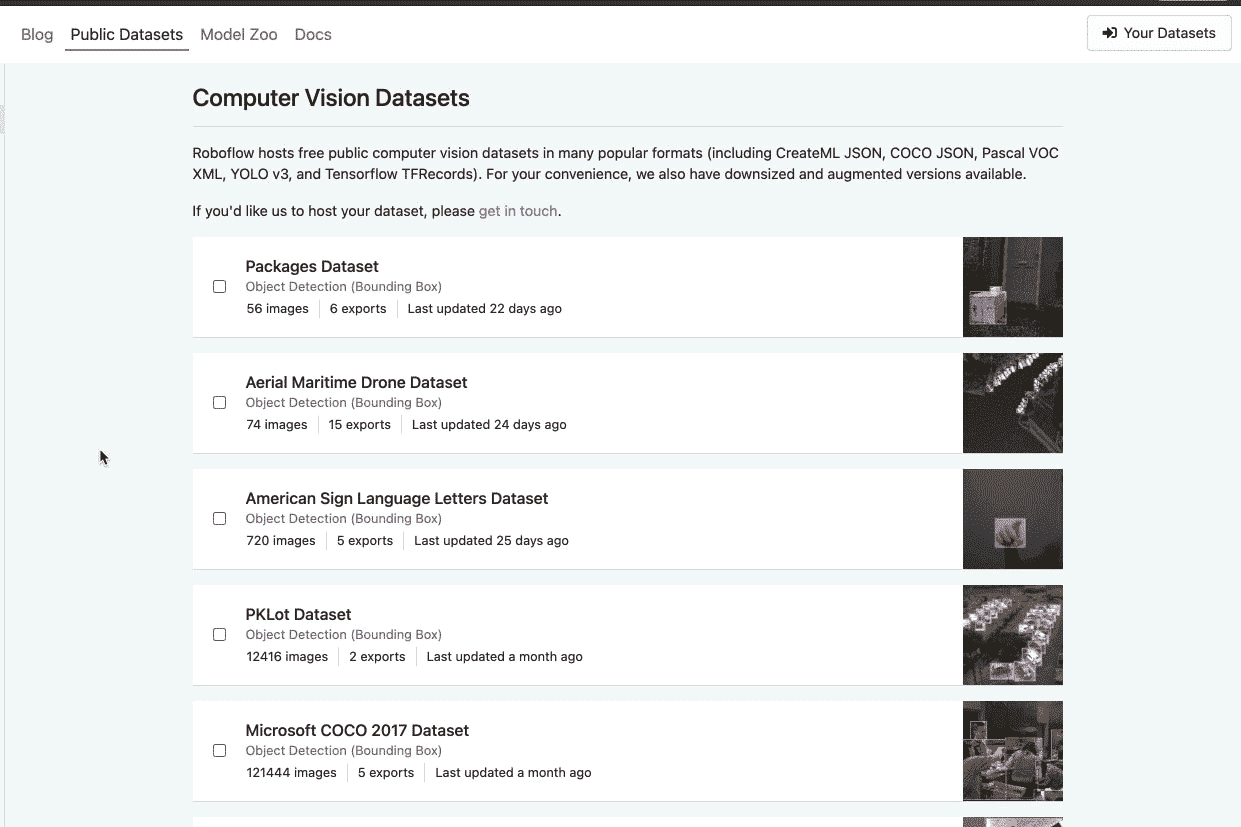 Blog Public Datasets Model Zoo Docs Your Datasets
Computer Vision Datasets
Roboflow hosts free public computer vision datasets in many popular formats (including CreateML JSON, COCO JSON, Pascal VOC
XML, YOLO v3, and Tensorflow TFRecords). For your convenience, we also have downsized and augmented versions available.
If you'd like us to host your dataset, please get in touch.
Packages Dataset
Object Detection (Bounding Box)
56 images 6 exports Last updated 22 days ago
Aerial Maritime Drone Dataset
Object Detection (Bounding Box)
74 images 15 exports Last updated 24 days ago
American Sign Language Letters Dataset
Object Detection (Bounding Box)
720 images 5 exports Last updated 25 days ago
PKLot Dataset
Object Detection (Bounding Box)
12416 images 2 exports Last updated a month ago
Microsoft COCO 2017 Dataset
Object Detection (Bounding Box)
121444 images 5 exports Last updated a month ago